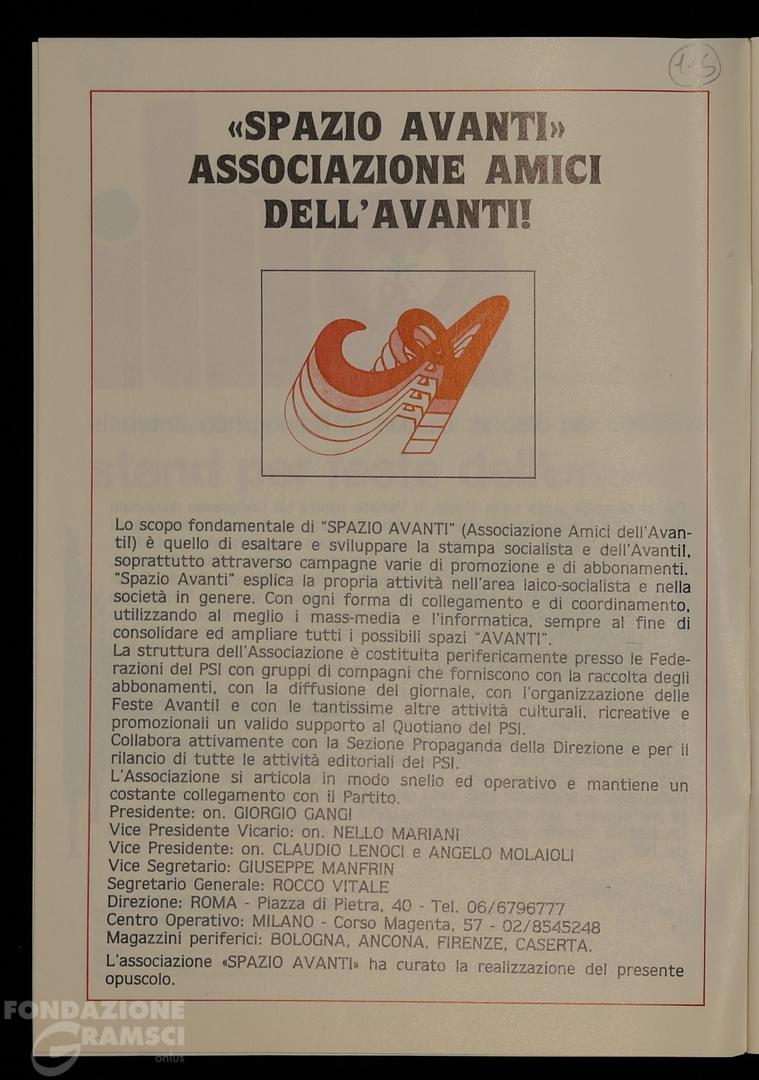 115
«SPAZIO AVANTI»
ASSOCIAZIONE AMICI
DELL'AVANTI!
Lo scopo fondamentale di "SPAZIO AVANTI" (Associazione Amici dell'Avan-
ti!) è quello di esaltare e sviluppare la stampa socialista e dell'Avanti!,
soprattutto attraverso campagne varie di promozione e di abbonamenti.
"Spazio Avanti" esplica la propria attività nell'area laico-socialista e nella
società in genere. Con ogni forma di collegamento e di coordinamento,
utilizzando al meglio i mass-media e l'informatica, sempre al fine di
consolidare ed ampliare tutti i possibili spazi "AVANTI".
La struttura dell'Associazione è costituita perifericamente presso le Fede-
razioni del PSI con gruppi di compagni che forniscono con la raccolta degli
abbonamenti, con la diffusione del giornale, con l'organizzazione delle
Feste Avanti! e con le tantissime altre attività culturali, ricreative e
promozionali un valido supporto al Quotiano del PSI.
Collabora attivamente con la Sezione Propaganda della Direzione e per il
rilancio di tutte le attività editoriali del PSI.
L'Associazione si articola in modo snello ed operativo e mantiene un
costante collegamento con il Partito.
Presidente: on. GIORGIO GANGI
Vice Presidente Vicario: on. NELLO MARIANI
Vice Presidente: on. CLAUDIO LENOCI e ANGELO MOLAIOLI
Vice Segretario: GIUSEPPE MANFRIN
Segretario Generale: ROCCO VITALE
Direzione: ROMA - Piazza di Pietra, 40 - Tel. 06/6796777
Centro Operativo: MILANO - Corso Magenta, 57 - 02/8545248
Magazzini periferici: BOLOGNA, ANCONA, FIRENZE, CASERTA.
L'associazione «SPAZIO AVANTI» ha curato la realizzazione del presente
opuscolo.
FONDAZIONE
GRAMSCI
onlus